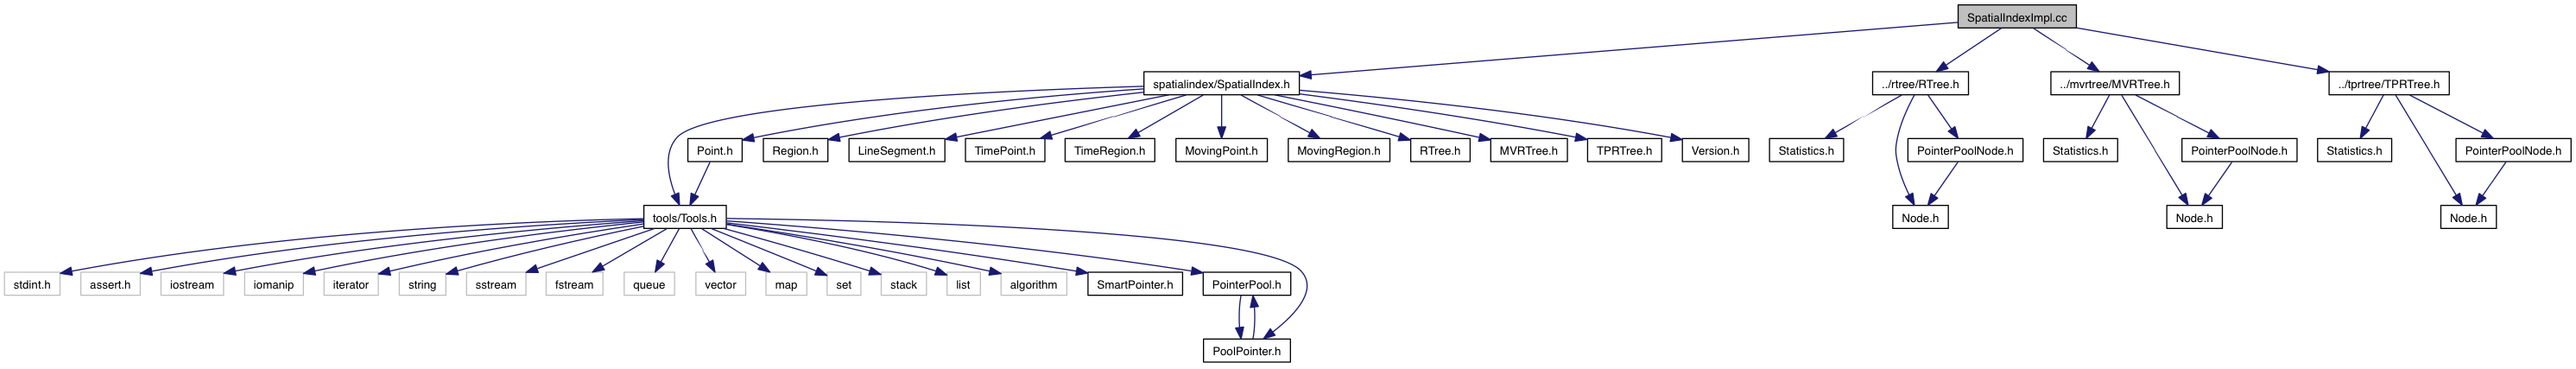 SpatialIndexImpl.cc
spatialindex/SpatialIndex.h
../rtree/RTree.h
../mvrtree/MVRTree.h
../tprtree/TPRTree.h
Point.h
Region.h
LineSegment.h
TimePoint.h
TimeRegion.h
MovingPoint.h
MovingRegion.h
RTree.h
MVRTree.h
TPRTree.h
Version.h
Statistics.h
PointerPoolNode.h
Statistics.h
PointerPoolNode.h
Statistics.h
PointerPoolNode.h
tools/Tools.h
Node.h
Node.h
Node.h
stdint.h
assert.h
iostream
iomanip
iterator
string
sstream
fstream
queue
vector
map
set
stack
list
algorithm
SmartPointer.h
PointerPool.h
PoolPointer.h